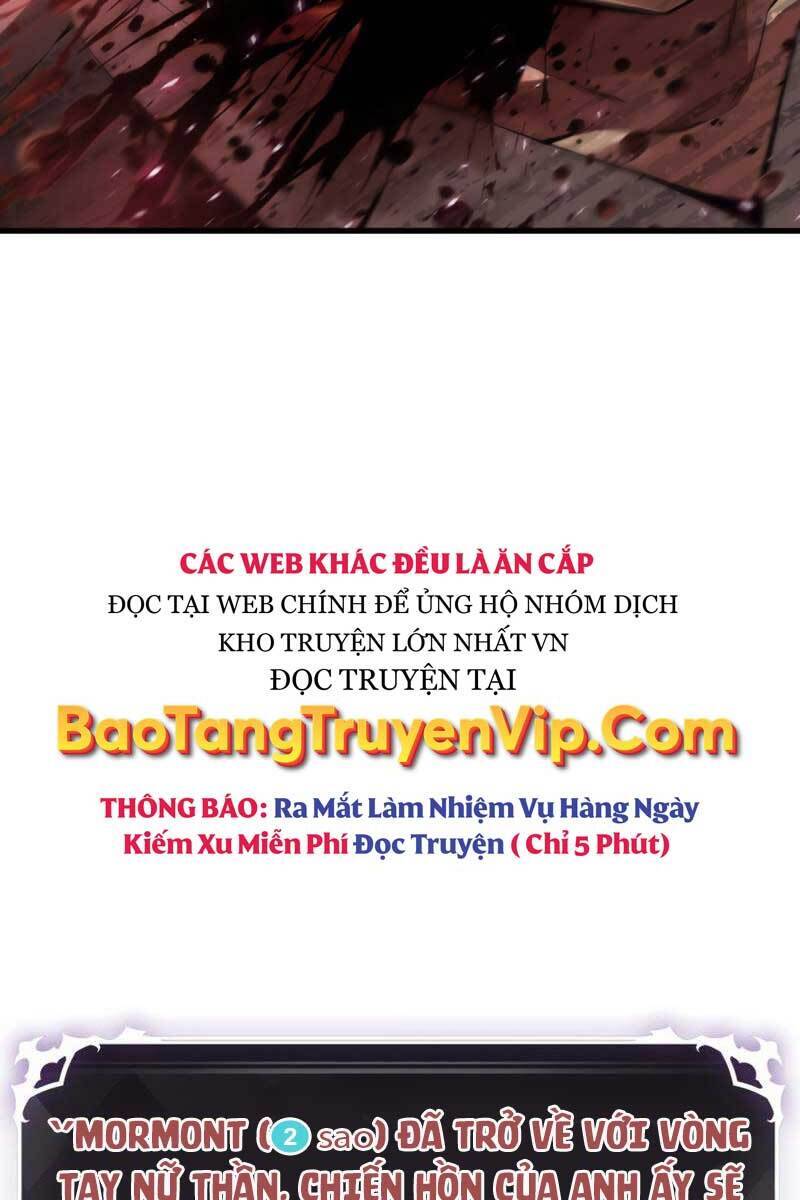 CÁC WEB KHÁC ĐỀU LÀ ĂN CẮP
ĐỌC TẠI WEB CHÍNH ĐỂ ỦNG HỘ NHÓM DỊCH
KHO TRUYỆN LỚN NHẤT VN
ĐỌC TRUYỆN TẠI
BaoTangTruyenVip.Com
THÔNG BÁO: Ra Mắt Làm Nhiệm Vụ Hàng Ngày
Kiếm Xu Miễn Phí Đọc Truyện ( Chỉ 5 Phút)
MORMONT (2 sao) ĐÃ TRỞ VỀ VỚI VÒNG
TAY NỮ THẦN, CHIẾN HỒN CỦA ANH ẤY SẼ